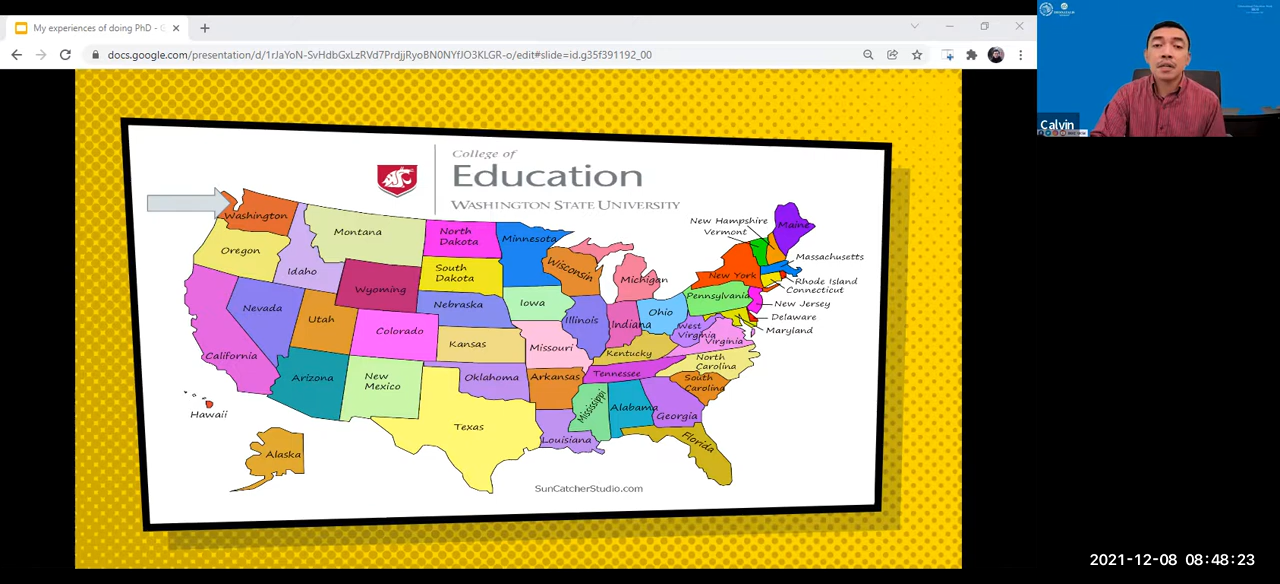 My experiences of doing PhD - G
docs.google.com/presentation/d/1rJaYoN-SvHdbGxLzRVd7PrdjjRyoBN0NYfJO3KLGR-o/edit#slide=id.g35f391192_00
College of
Education
WASHINGTON STATE UNIVERSITY
Washington
Oregon
Idaho
Montana
North
Dakota
South
Dakota
Minnesota
Wisconsin
Michigan
New Hampshire
Vermont
Maine
Massachusetts
Rhode Island
Connecticut
New York
Pennsylvania
New Jersey
Delaware
Maryland
Wyoming
Nevada
Utah
Nebraska
Iowa
Illinois
Indiana
Ohio
West
Virginia
Virginia
California
Colorado
Kansas
Missouri
Kentucky
North
Carolina
Arizona
New
Mexico
Oklahoma
Arkansas
Tennessee
South
Carolina
Mississippi
Alabama
Georgia
Hawaii
Texas
Louisiana
Florida
Alaska
SunCatcherStudio.com
Calvin
2021-12-08 08:48:23